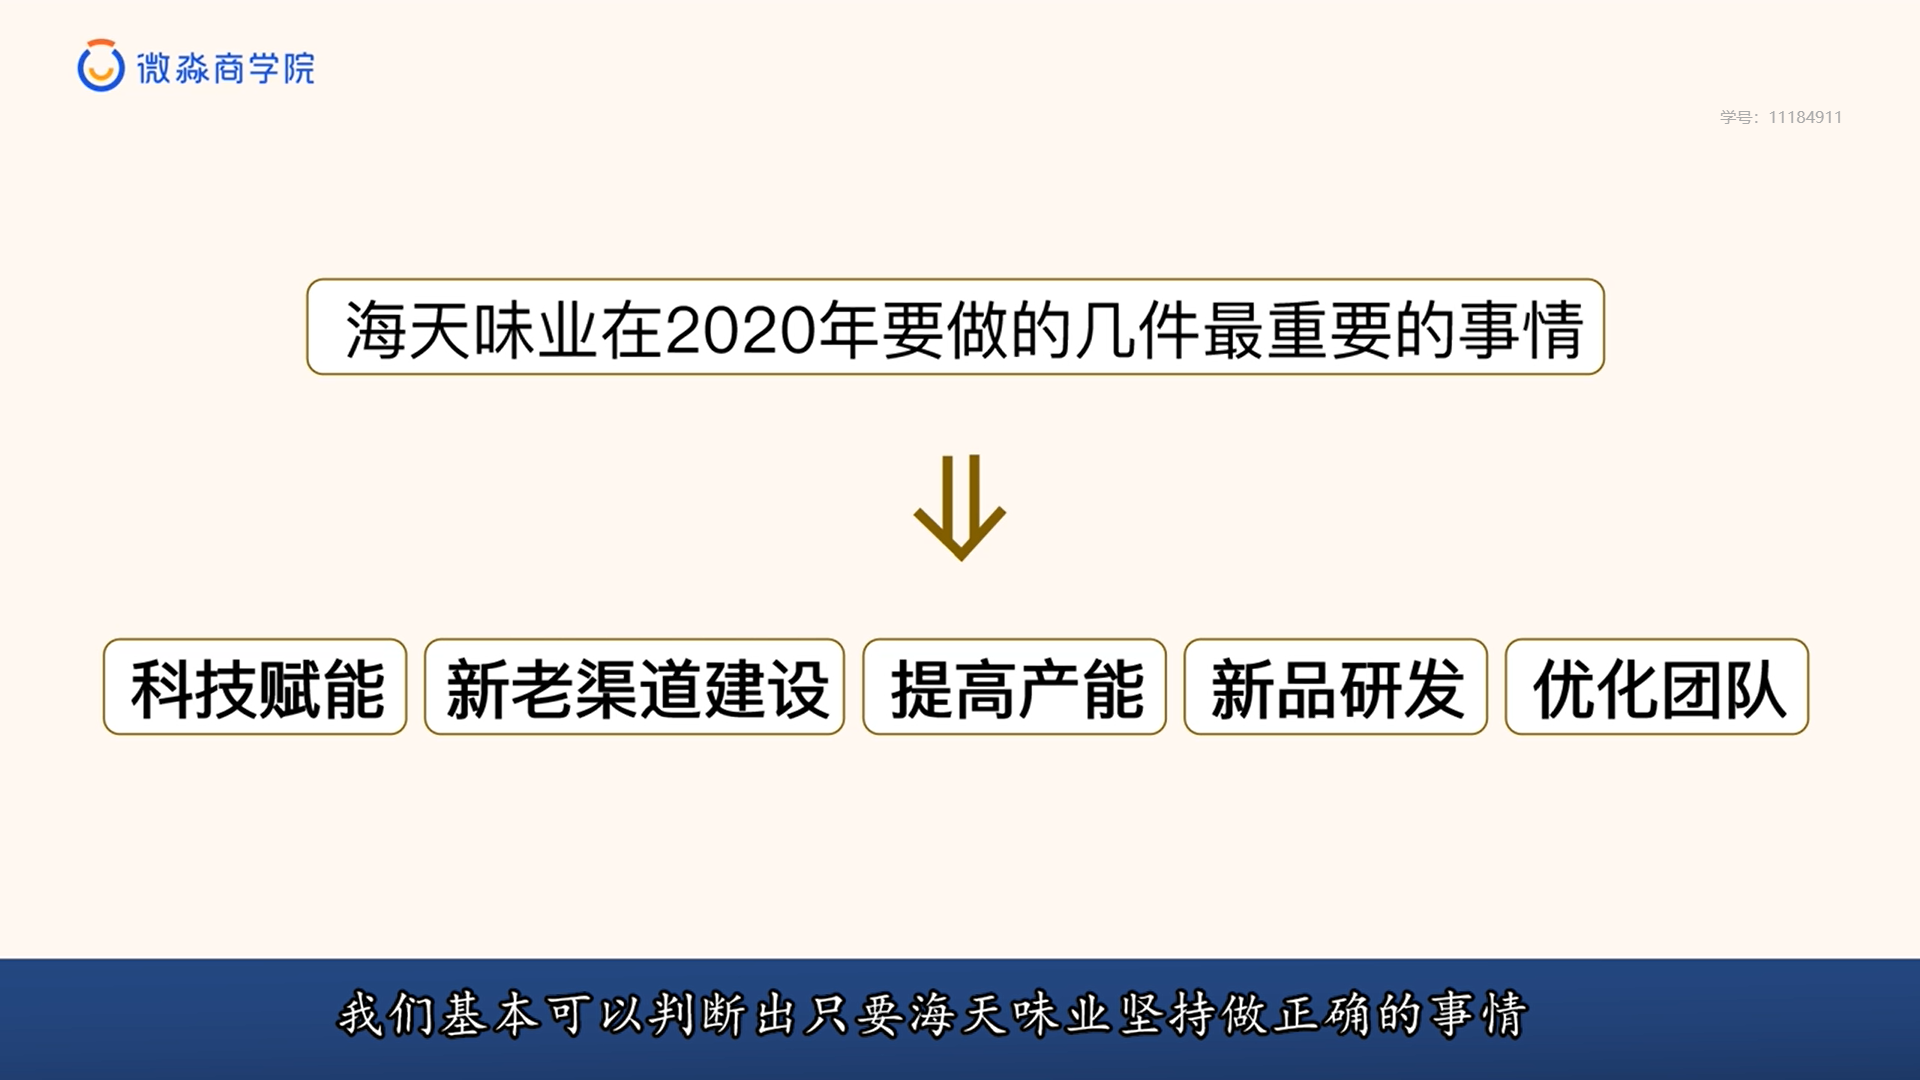 微淼商学院
学号：11184911
海天味业在2020年要做的几件最重要的事情
科技赋能
新老渠道建设
提高产能
新品研发
优化团队
我们基本可以判断出只要海天味业坚持做正确的事情